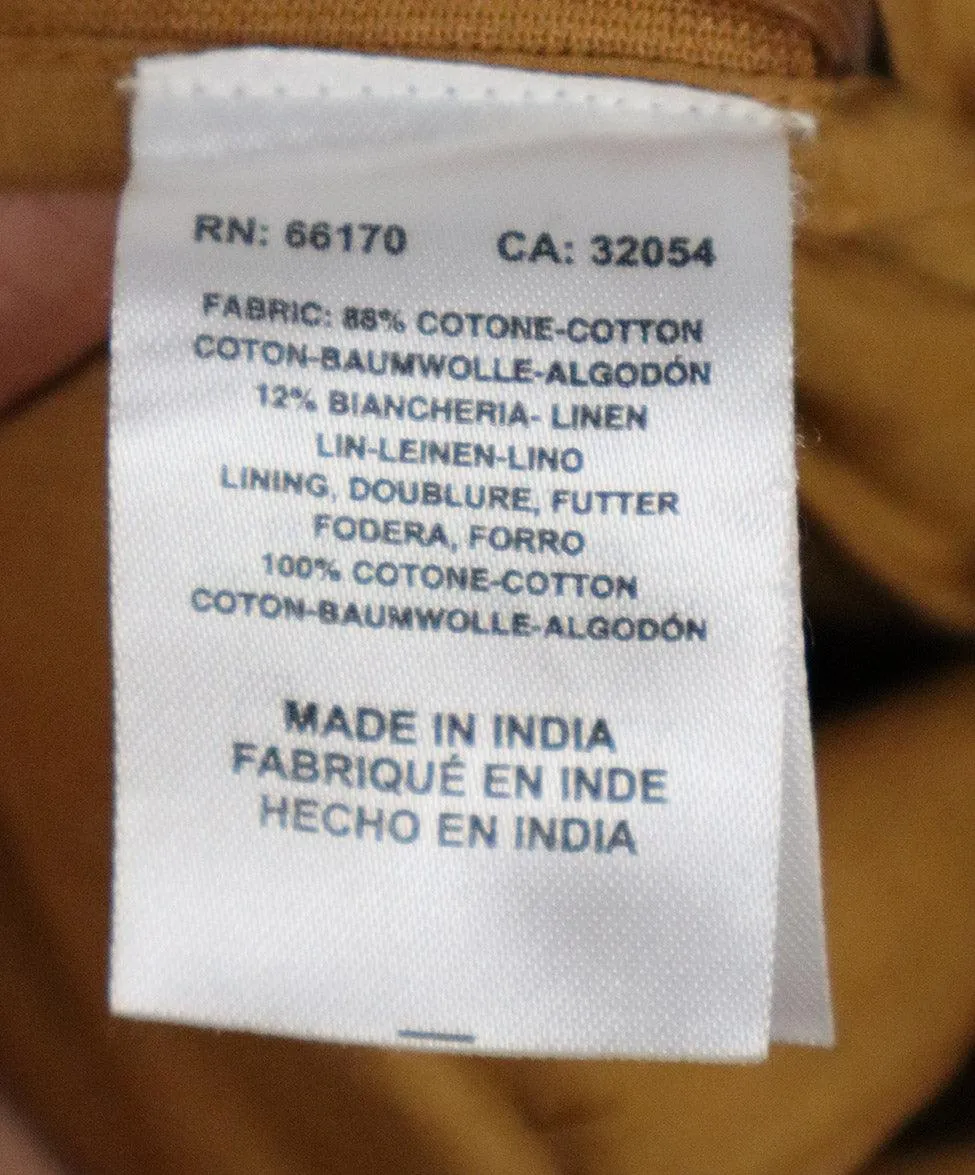 RN: 66170 CA: 32054
FABRIC: 88% COTONE-COTTON
COTON-BAUMWOLLE-ALGODÓN
12% BIANCHERIA- LINEN
LIN-LEINEN-LINO
LINING, DOUBLURE, FUTTER
FODERA, FORRO
100% COTONE-COTTON
COTON-BAUMWOLLE-ALGODÓN
MADE IN INDIA
FABRIQUÉ EN INDE
HECHO EN INDIA